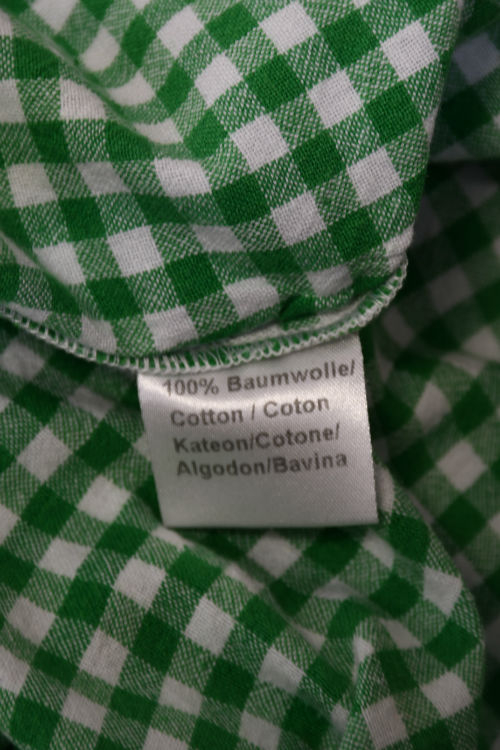 100% Baumwolle/
Cotton / Coton
Kateon/Cotone/
Algodon/Bavina